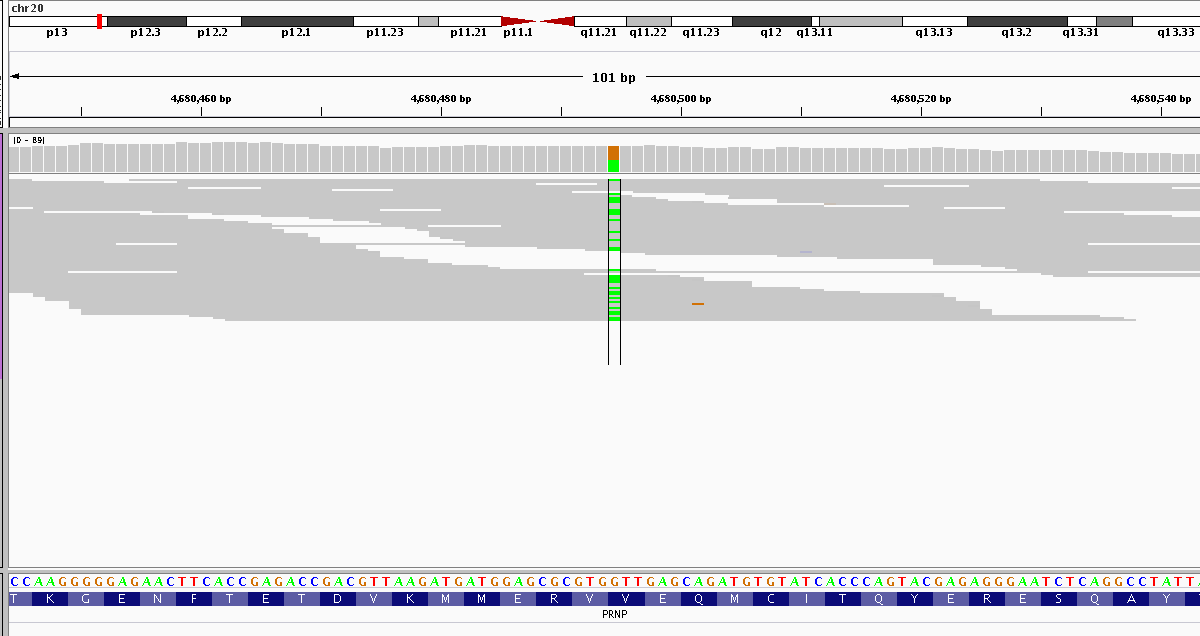 chr20
p13 p12.3 p12.2 p12.1 p11.23 p11.21 p11.1 q11.21 q11.22 q11.23 q12 q13.11 q13.13 q13.2 q13.31 q13.33
101 bp
4,680,460 bp 4,680,480 bp 4,680,500 bp 4,680,520 bp 4,680,540 bp
[0 - 89]
CCAAGGGGGAGAACTTCACCGAGACCGACGTTAAGATGATGGAGCGCGTGGTTGAGCAGATGTGTATCACCCAGTACGAGAGGGAATCTCAGGCCTATTA
T K G E N F T E T D V K M M E R V V E Q M C I T Q Y E R E S Q A Y
PRNP